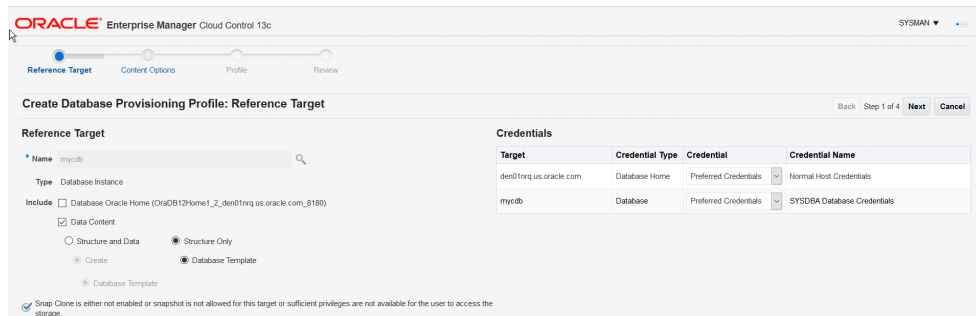 ORACLE Enterprise Manager Cloud Control 13c
SYSMAN
Reference Target Content Options Profile Review
Create Database Provisioning Profile: Reference Target
Back Step 1 of 4 Next Cancel
Reference Target
* Name mycdb
Type Database Instance
Include Database Oracle Home (OraDB12Home1_2_den01nrq.us.oracle.com_8180)
Data Content
Structure and Data Structure Only
Create Database Template
Database Template
Snap Clone is either not enabled or snapshot is not allowed for this target or sufficient privileges are not available for the user to access the
storage.
Credentials
Target Credential Type Credential Credential Name
den01nrq.us.oracle.com Database Home Preferred Credentials Normal Host Credentials
mycdb Database Preferred Credentials SYSDBA Database Credentials